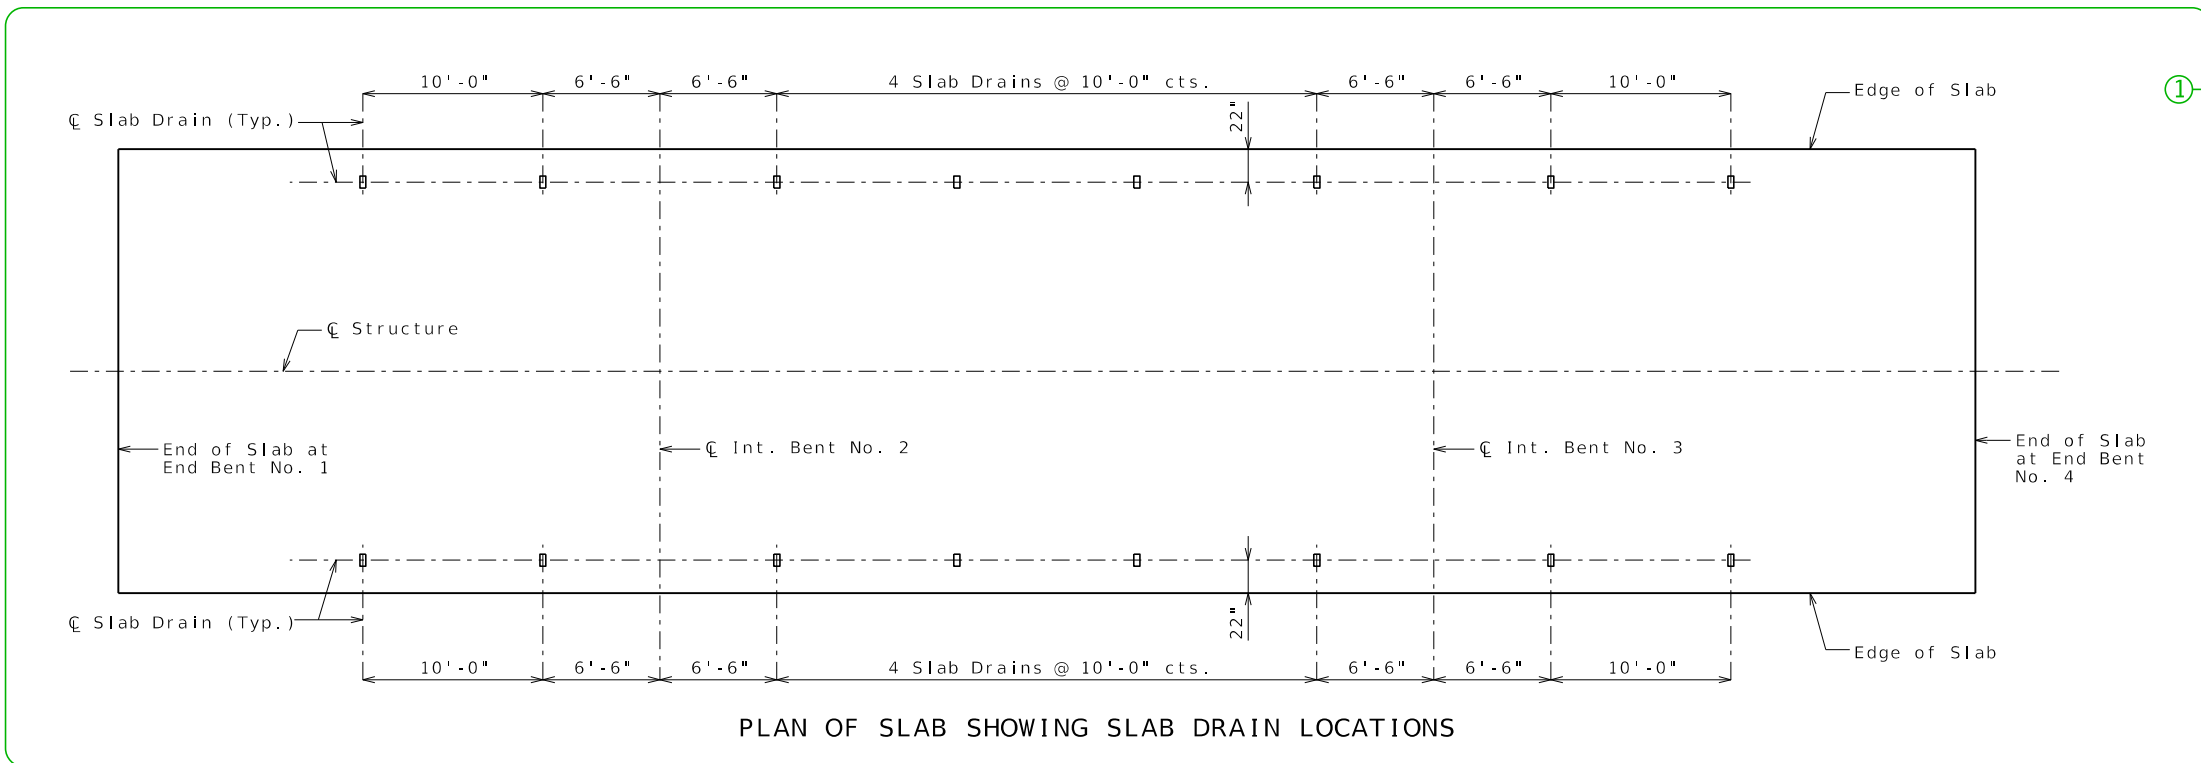 10'-0"
6'-6"
6'-6"
4 Slab Drains @ 10'-0" cts.
6'-6"
6'-6"
10'-0"
Edge of Slab
1
22"
℄ Slab Drain (Typ.)
℄ Structure
End of Slab at
End Bent No. 1
℄ Int. Bent No. 2
℄ Int. Bent No. 3
End of Slab
at End Bent
No. 4
℄ Slab Drain (Typ.)
22"
Edge of Slab
10'-0"
6'-6"
6'-6"
4 Slab Drains @ 10'-0" cts.
6'-6"
6'-6"
10'-0"
PLAN OF SLAB SHOWING SLAB DRAIN LOCATIONS